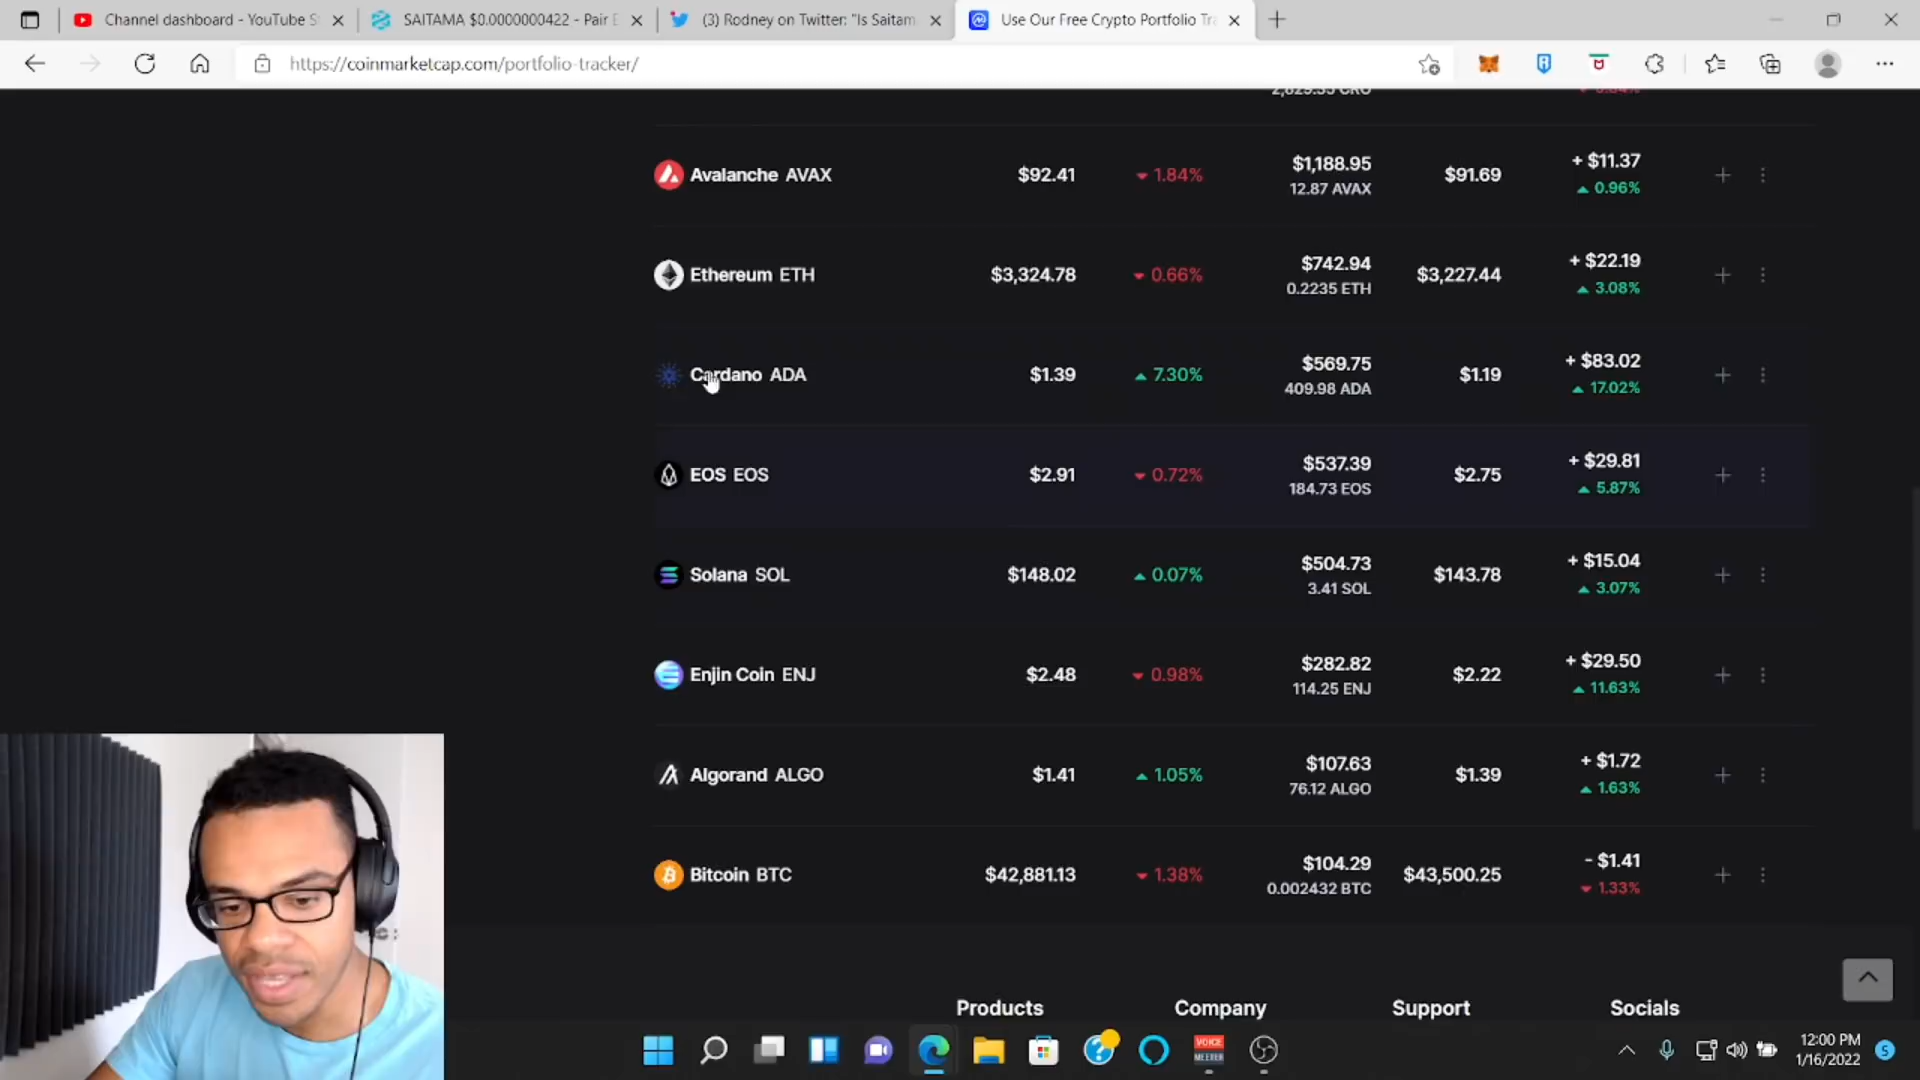 Channel dashboard - YouTube S
SAITAMA $0.0000000422 - Pair E
(3) Rodney on Twitter: "Is Saitam
Use Our Free Crypto Portfolio Tr
https://coinmarketcap.com/portfolio-tracker/
2,829.35 CRO
Avalanche AVAX $92.41 1.84% $1,188.95 $91.69 + $11.37
12.87 AVAX 0.96%
Ethereum ETH $3,324.78 0.66% $742.94 $3,227.44 + $22.19
0.2235 ETH 3.08%
Cardano ADA $1.39 7.30% $569.75 $1.19 + $83.02
409.98 ADA 17.02%
EOS EOS $2.91 0.72% $537.39 $2.75 + $29.81
184.73 EOS 5.87%
Solana SOL $148.02 0.07% $504.73 $143.78 + $15.04
3.41 SOL 3.07%
Enjin Coin ENJ $2.48 0.98% $282.82 $2.22 + $29.50
114.25 ENJ 11.63%
Algorand ALGO $1.41 1.05% $107.63 $1.39 + $1.72
76.12 ALGO 1.63%
Bitcoin BTC $42,881.13 1.38% $104.29 $43,500.25 - $1.41
0.002432 BTC 1.33%
Products Company Support Socials
VOICE
MEETER
12:00 PM
1/16/2022
S